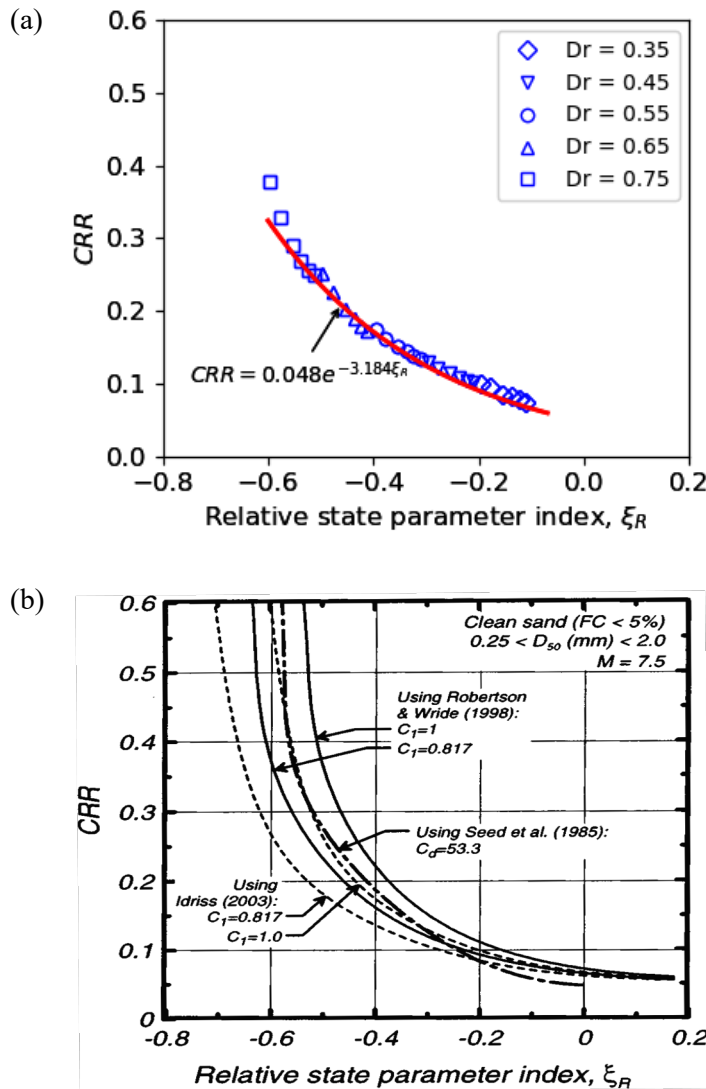 (a)
0.6
0.5
0.4
0.3
0.2
0.1
0.0
CRR
Dr = 0.35
Dr = 0.45
Dr = 0.55
Dr = 0.65
Dr = 0.75
CRR = 0.048e^{-3.184ξ_R}
−0.8 −0.6 −0.4 −0.2 0.0 0.2
Relative state parameter index, ξ_R
(b)
0.6
0.5
0.4
0.3
0.2
0.1
0
CRR
Clean sand (FC < 5%)
0.25 < D₅₀ (mm) < 2.0
M = 7.5
Using Robertson
& Wride (1998):
C₁=1
C₁=0.817
Using Seed et al. (1985):
C_d=53.3
Using
Idriss (2003):
C₁=0.817
C₁=1.0
-0.8 -0.6 -0.4 -0.2 0 0.2
Relative state parameter index, ξ_R